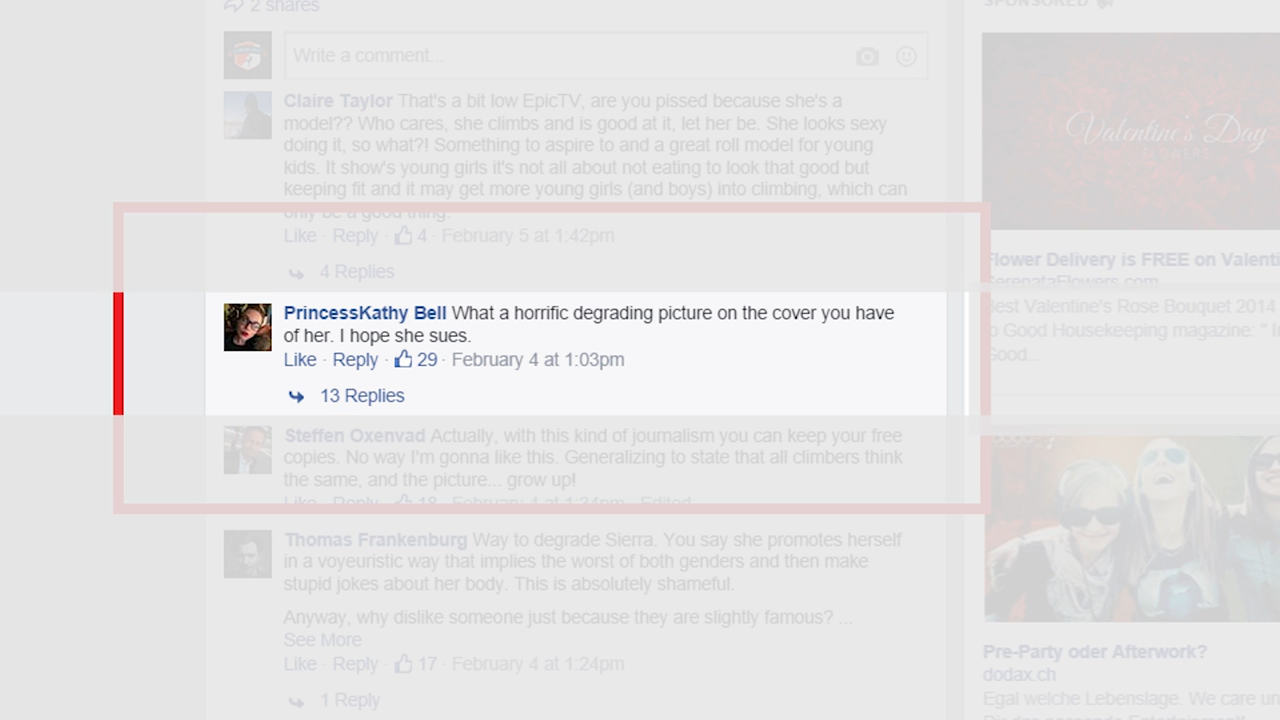 2 shares
SPONSORED
Write a comment...
Claire Taylor That's a bit low EpicTV, are you pissed because she's a
model?? Who cares, she climbs and is good at it, let her be. She looks sexy
doing it, so what?! Something to aspire to and a great roll model for young
kids. It show's young girls it's not all about not eating to look that good but
keeping fit and it may get more young girls (and boys) into climbing, which can
only be a good thing.
Like · Reply · 4 · February 5 at 1:42pm
4 Replies
PrincessKathy Bell What a horrific degrading picture on the cover you have
of her. I hope she sues.
Like · Reply · 29 · February 4 at 1:03pm
13 Replies
Steffen Oxenvad Actually, with this kind of journalism you can keep your free
copies. No way I'm gonna like this. Generalizing to state that all climbers think
the same, and the picture... grow up!
Like · Reply · 18 · February 4 at 1:34pm · Edited
Thomas Frankenburg Way to degrade Sierra. You say she promotes herself
in a voyeuristic way that implies the worst of both genders and then make
stupid jokes about her body. This is absolutely shameful.
Anyway, why dislike someone just because they are slightly famous? ...
See More
Like · Reply · 17 · February 4 at 1:24pm
1 Reply
Valentine's Day
FLOWERS
Flower Delivery is FREE on Valenti
SerenataFlowers.com
Best Valentine's Rose Bouquet 2014
Good Housekeeping magazine: "
Good...
Pre-Party oder Afterwork?
dodax.ch
Egal welche Lebenslage. We care